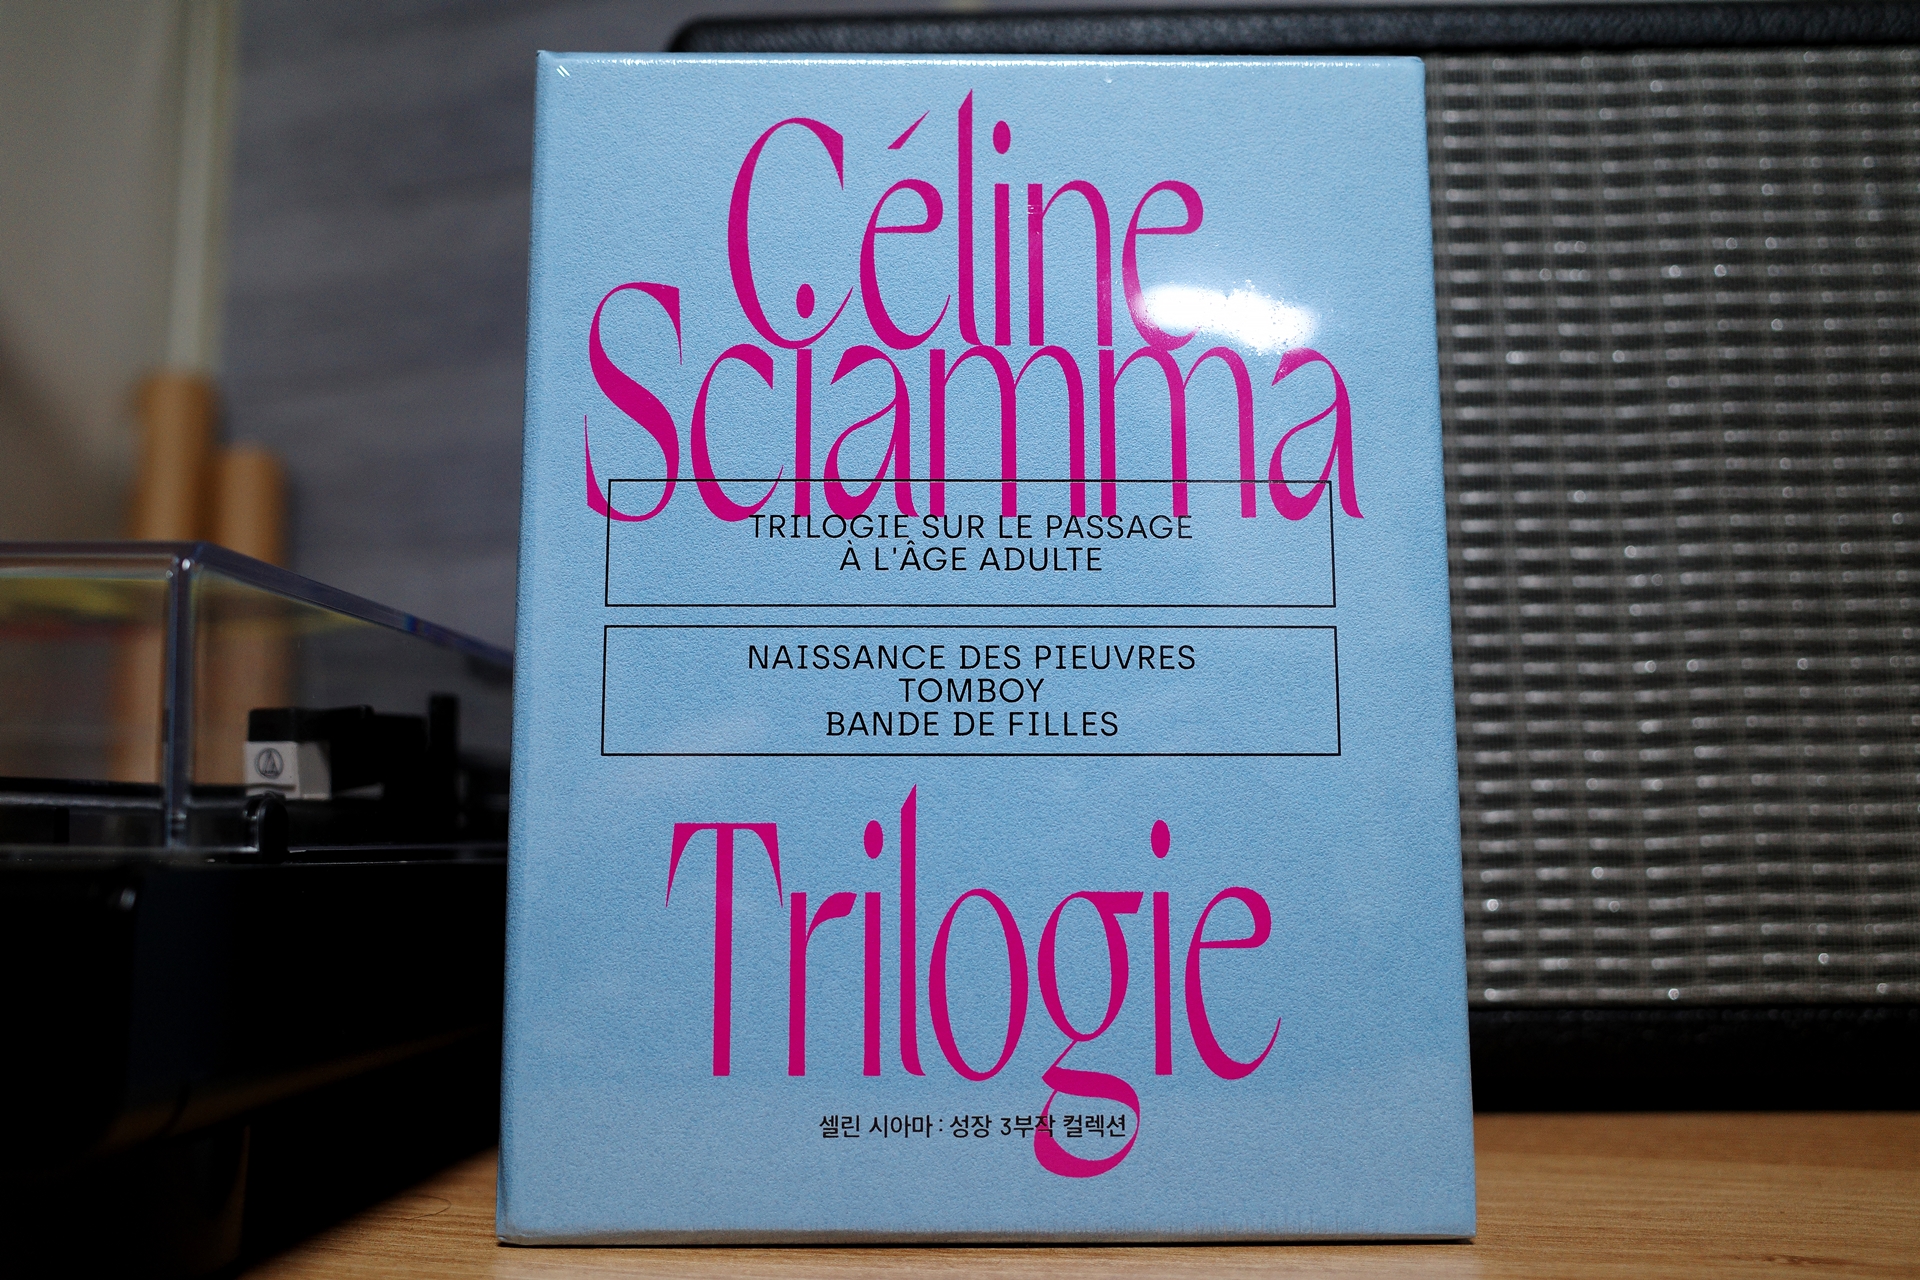 Céline
Sciamma
TRILOGIE SUR LE PASSAGE
À L'ÂGE ADULTE
NAISSANCE DES PIEUVRES
TOMBOY
BANDE DE FILLES
Trilogie
셀린 시아마 : 성장 3부작 컬렉션